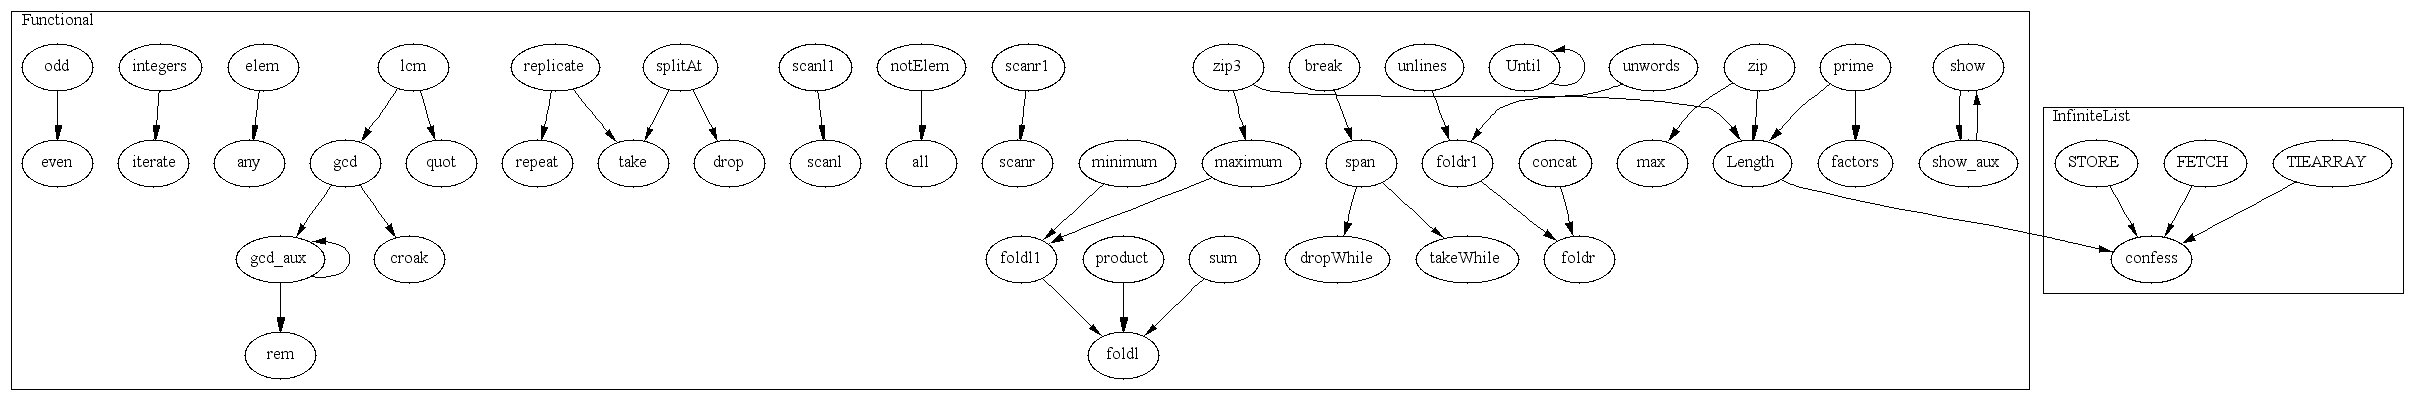 Functional
odd
integers
elem
lcm
replicate
splitAt
scanl1
notElem
scanr1
zip3
break
unlines
Until
unwords
zip
prime
show
InfiniteList
even
iterate
any
gcd
quot
repeat
take
drop
scanl
all
scanr
minimum
maximum
span
foldr1
concat
max
Length
factors
show_aux
STORE
FETCH
TIEARRAY
gcd_aux
croak
foldl1
product
sum
dropWhile
takeWhile
foldr
confess
rem
foldl